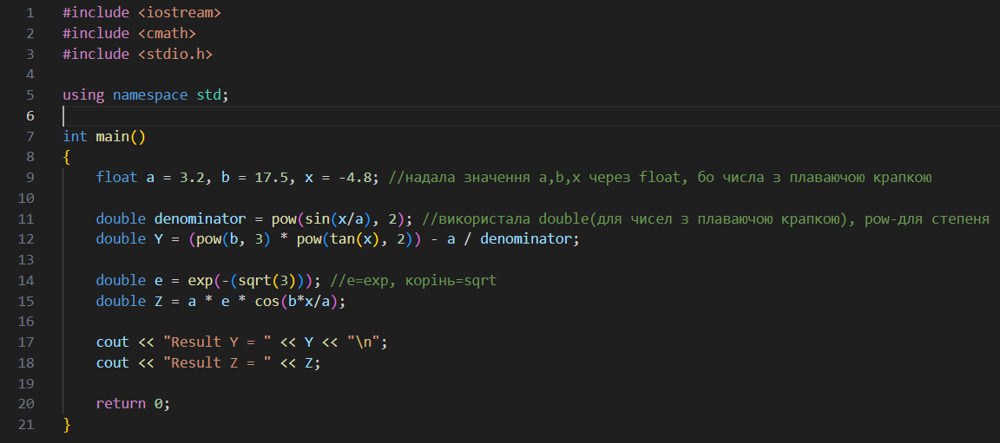 1 #include <iostream>
2 #include <cmath>
3 #include <stdio.h>
4
5 using namespace std;
6
7 int main()
8 {
9     float a = 3.2, b = 17.5, x = -4.8; //надала значення a,b,x через float, бо числа з плаваючою крапкою
10
11     double denominator = pow(sin(x/a), 2); //використала double(для чисел з плаваючою крапкою), pow-для степеня
12     double Y = (pow(b, 3) * pow(tan(x), 2)) - a / denominator;
13
14     double e = exp(-(sqrt(3))); //e=exp, корінь=sqrt
15     double Z = a * e * cos(b*x/a);
16
17     cout << "Result Y = " << Y << "\n";
18     cout << "Result Z = " << Z;
19
20     return 0;
21 }